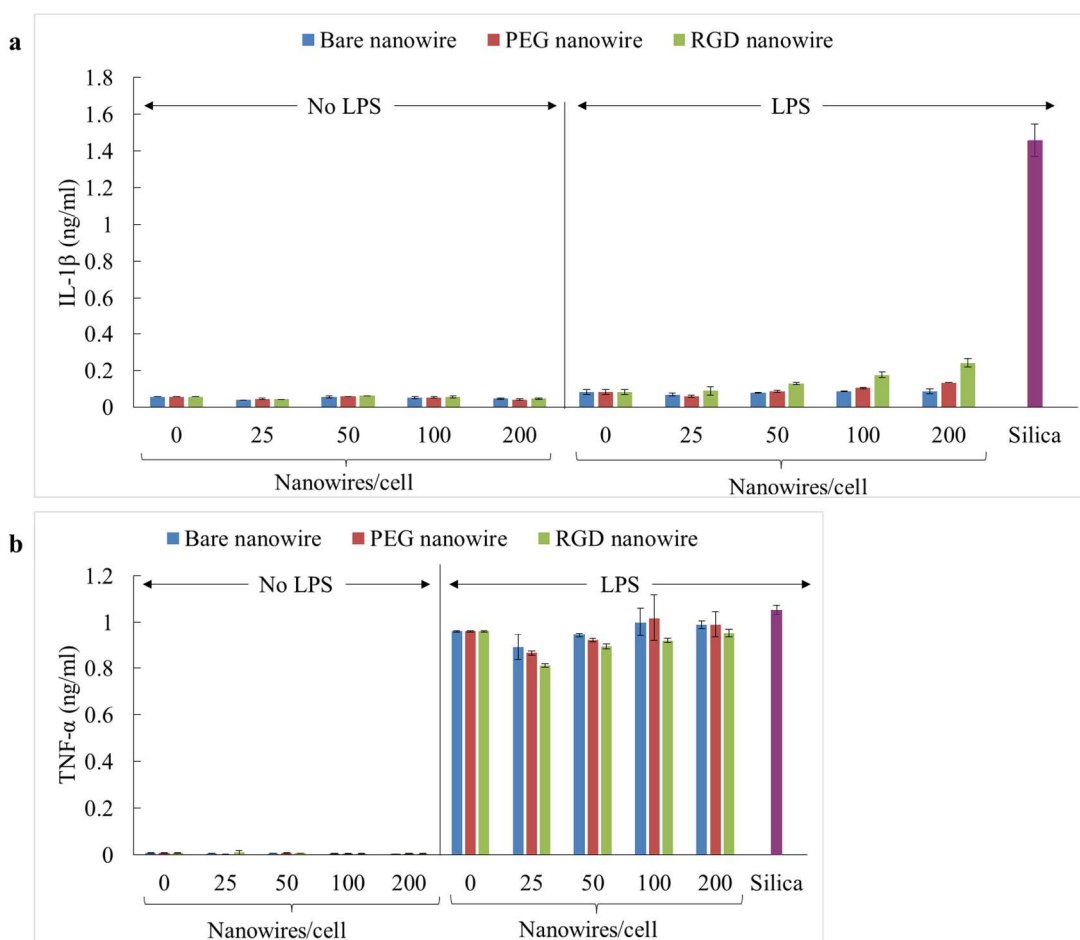 a
Bare nanowire PEG nanowire RGD nanowire
1.8
No LPS LPS
1.6
1.4
1.2
1
0.8
0.6
0.4
0.2
0
IL-1β (ng/ml)
0 25 50 100 200 0 25 50 100 200 Silica
Nanowires/cell Nanowires/cell
b
Bare nanowire PEG nanowire RGD nanowire
1.2
No LPS LPS
1
0.8
0.6
0.4
0.2
0
TNF-α (ng/ml)
0 25 50 100 200 0 25 50 100 200 Silica
Nanowires/cell Nanowires/cell